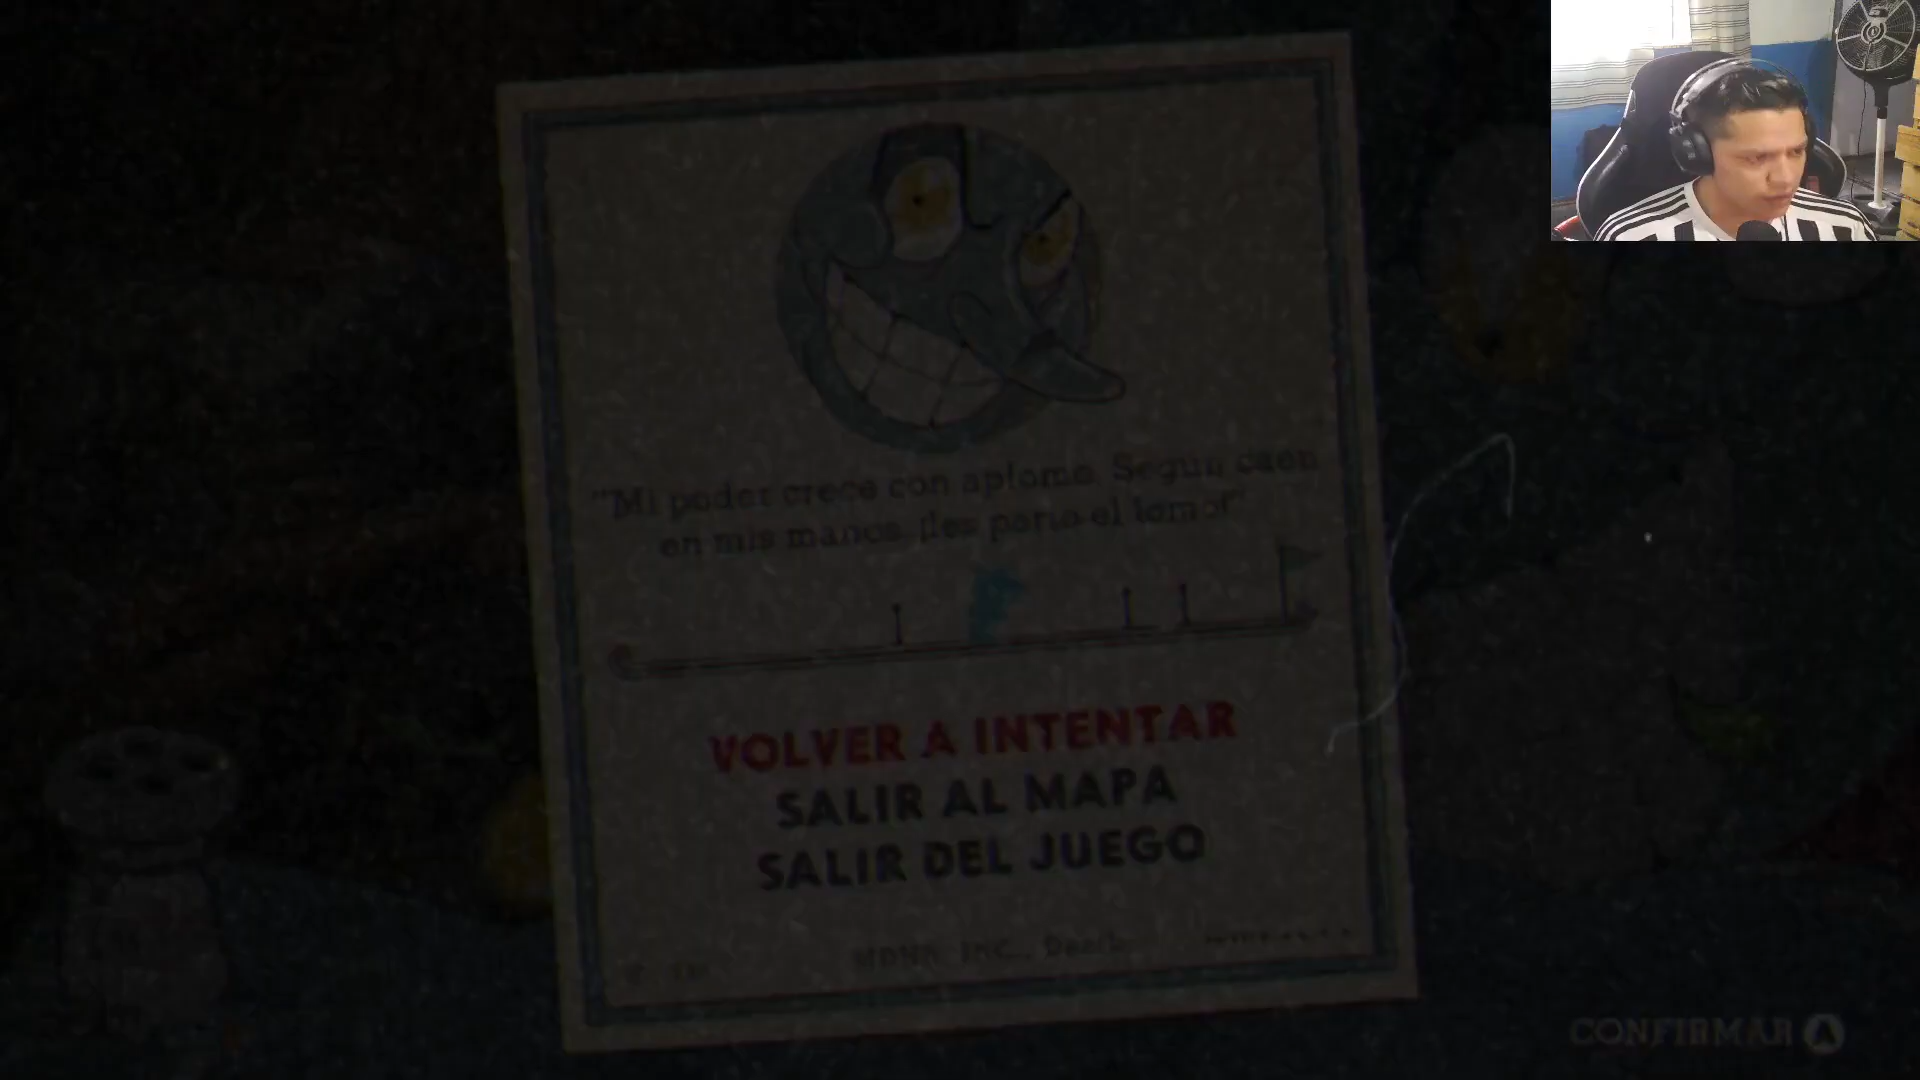 "Mi poder crece con aplomo. Según caen
en mis manos ¡les parto el lomo!"
VOLVER A INTENTAR
SALIR AL MAPA
SALIR DEL JUEGO
INC.,
CONFIRMAR A